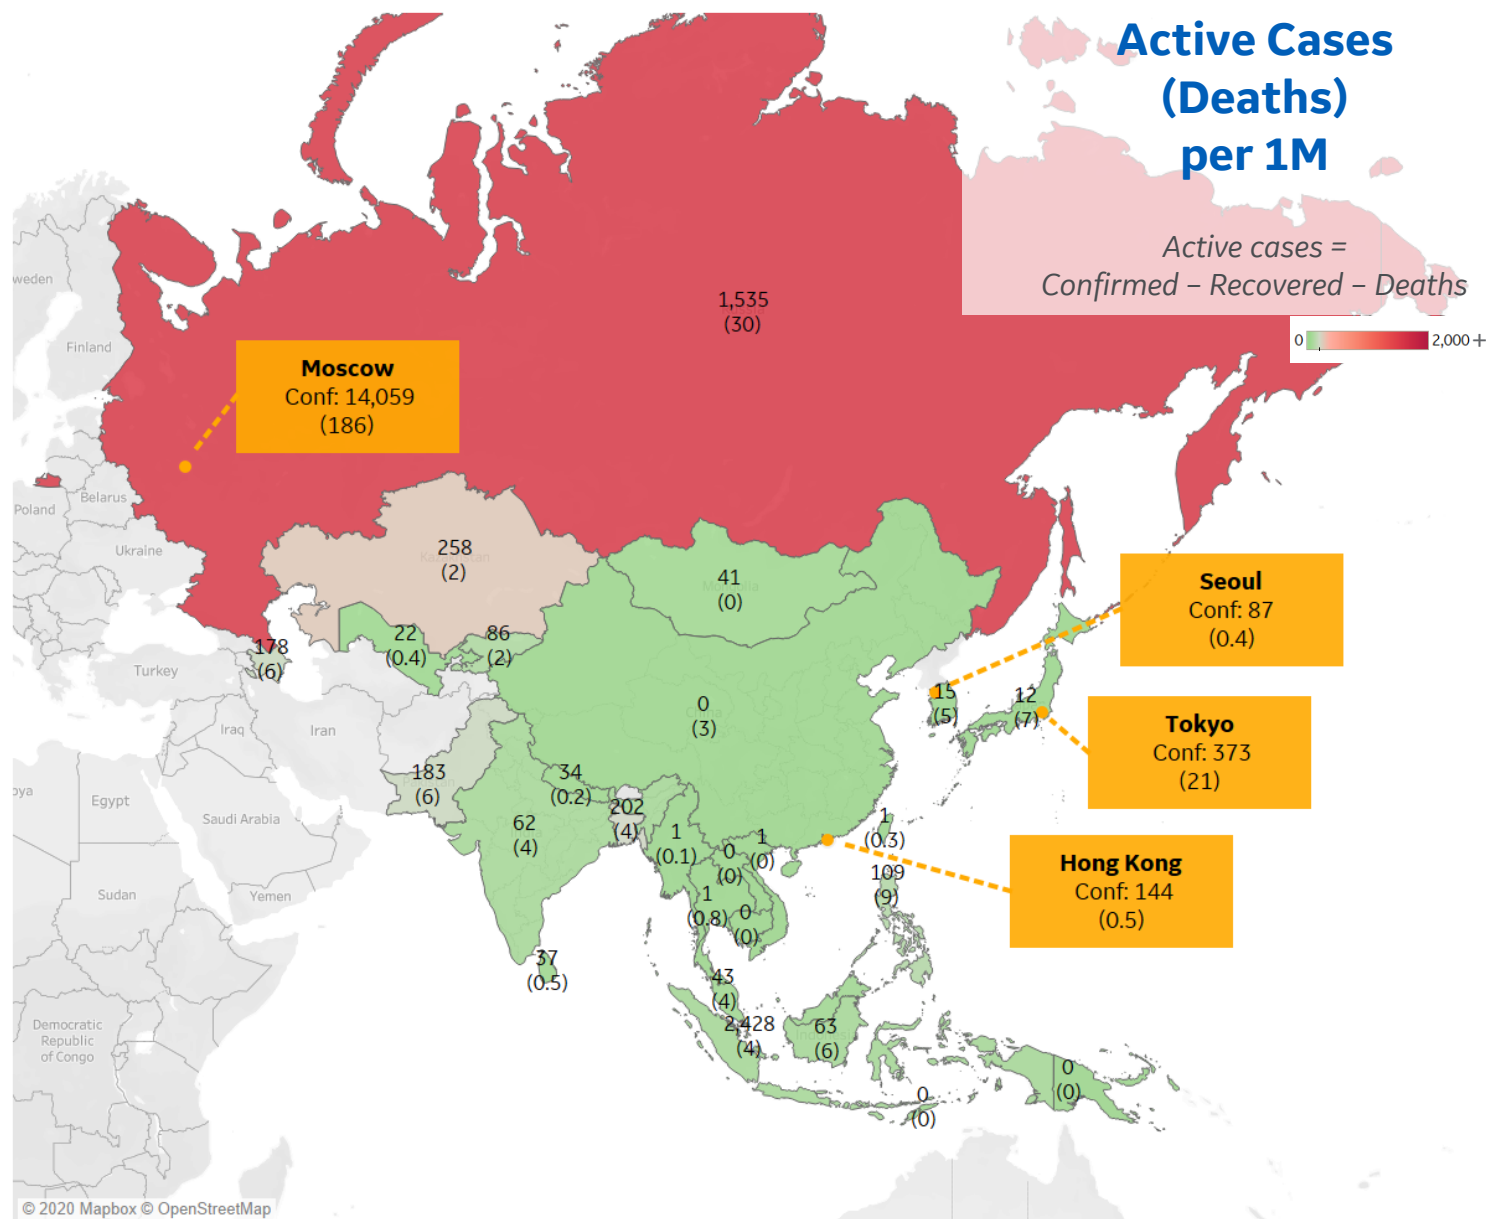 Active Cases
(Deaths)
per 1M
Active cases =
Confirmed – Recovered – Deaths
0
2,000 +
1,535
(30)
Moscow
Conf: 14,059
(186)
weden
Finland
Belarus
Poland
Ukraine
258
(2)
41
(0)
Seoul
Conf: 87
(0.4)
22
(0.4)
86
(2)
178
(6)
Turkey
15
(5)
12
(7)
0
(3)
Tokyo
Conf: 373
(21)
Iraq
Iran
183
(6)
34
(0.2)
202
(4)
62
(4)
oya
Egypt
Saudi Arabia
1
(0.1)
0
(0)
1
(0)
1
(0.3)
109
(9)
Hong Kong
Conf: 144
(0.5)
Sudan
Yemen
1
(0.8)
0
(0)
37
(0.5)
43
(4)
2,428
(4)
63
(6)
Democratic
Republic
of Congo
0
(0)
0
(0)
© 2020 Mapbox © OpenStreetMap